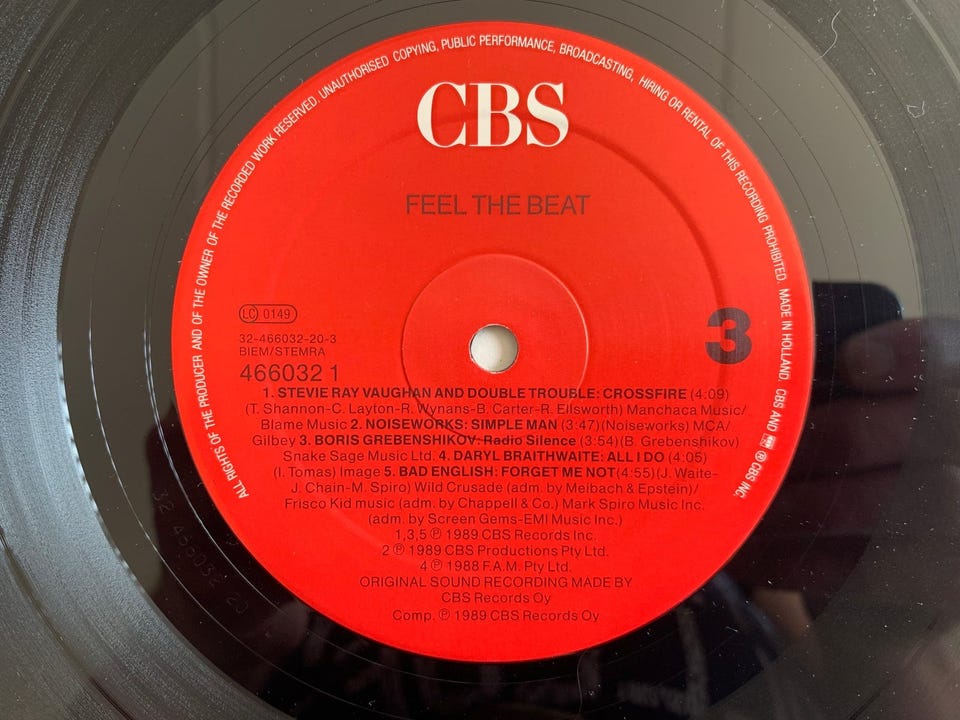 ALL RIGHTS OF THE PRODUCER AND OF THE OWNER OF THE RECORDED WORK RESERVED. UNAUTHORISED COPYING, PUBLIC PERFORMANCE, BROADCASTING, HIRING OR RENTAL OF THIS RECORDING PROHIBITED. MADE IN HOLLAND. CBS AND ® CBS INC.
CBS
FEEL THE BEAT
LC 0149
32-466032-20-3
BIEM/STEMRA
3
466032 1
1. STEVIE RAY VAUGHAN AND DOUBLE TROUBLE: CROSSFIRE (4:09)
(T. Shannon-C. Layton-R. Wynans-B. Carter-R. Ellsworth) Manchaca Music/
Blame Music 2. NOISEWORKS: SIMPLE MAN (3:47)(Noiseworks) MCA/
Gilbey 3. BORIS GREBENSHIKOV: Radio Silence (3:54)(B. Grebenshikov)
Snake Sage Music Ltd. 4. DARYL BRAITHWAITE: ALL I DO (4:05)
(I. Tomas) Image 5. BAD ENGLISH: FORGET ME NOT(4:55)(J. Waite-
J. Chain-M. Spiro) Wild Crusade (adm. by Meibach & Epstein)/
Frisco Kid music (adm. by Chappell & Co.) Mark Spiro Music Inc.
(adm. by Screen Gems-EMI Music Inc.)
1,3,5 ℗ 1989 CBS Records Inc.
2 ℗ 1989 CBS Productions Pty Ltd.
4 ℗ 1988 F.A.M. Pty Ltd.
ORIGINAL SOUND RECORDING MADE BY
CBS Records Oy
Comp. ℗ 1989 CBS Records Oy
32 466032 20